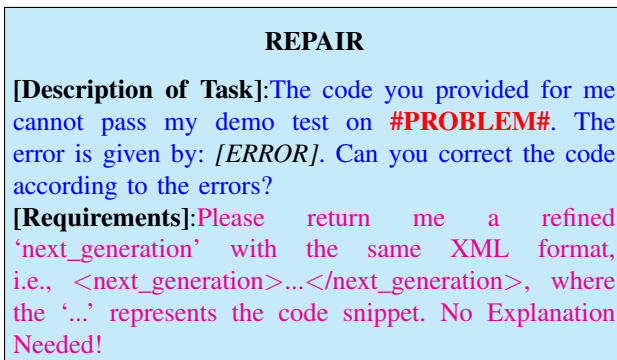 REPAIR
[Description of Task]:The code you provided for me
cannot pass my demo test on #PROBLEM#. The
error is given by: [ERROR]. Can you correct the code
according to the errors?
[Requirements]:Please return me a refined
‘next_generation’ with the same XML format,
i.e., <next_generation>...</next_generation>, where
the ‘...’ represents the code snippet. No Explanation
Needed!